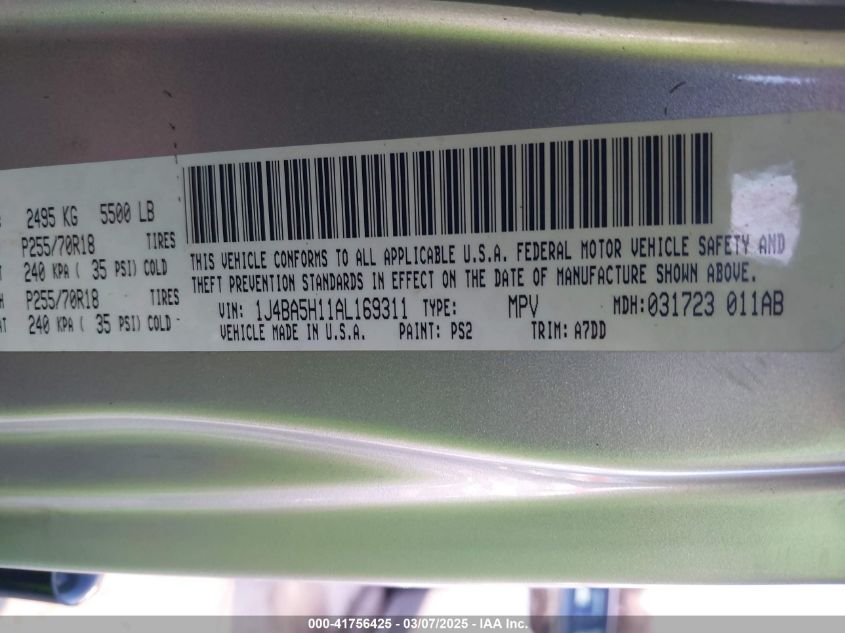 2495 KG 5500 LB
P255/70R18 TIRES
240 KPA ( 35 PSI) COLD
P255/70R18 TIRES
240 KPA ( 35 PSI) COLD
THIS VEHICLE CONFORMS TO ALL APPLICABLE U.S.A. FEDERAL MOTOR VEHICLE SAFETY AND
THEFT PREVENTION STANDARDS IN EFFECT ON THE DATE OF MANUFACTURE SHOWN ABOVE.
VIN: 1J4BA5H11AL169311 TYPE: MPV MDH:031723 011AB
VEHICLE MADE IN U.S.A. PAINT: PS2 TRIM: A7DD
000-41756425 - 03/07/2025 - IAA Inc.